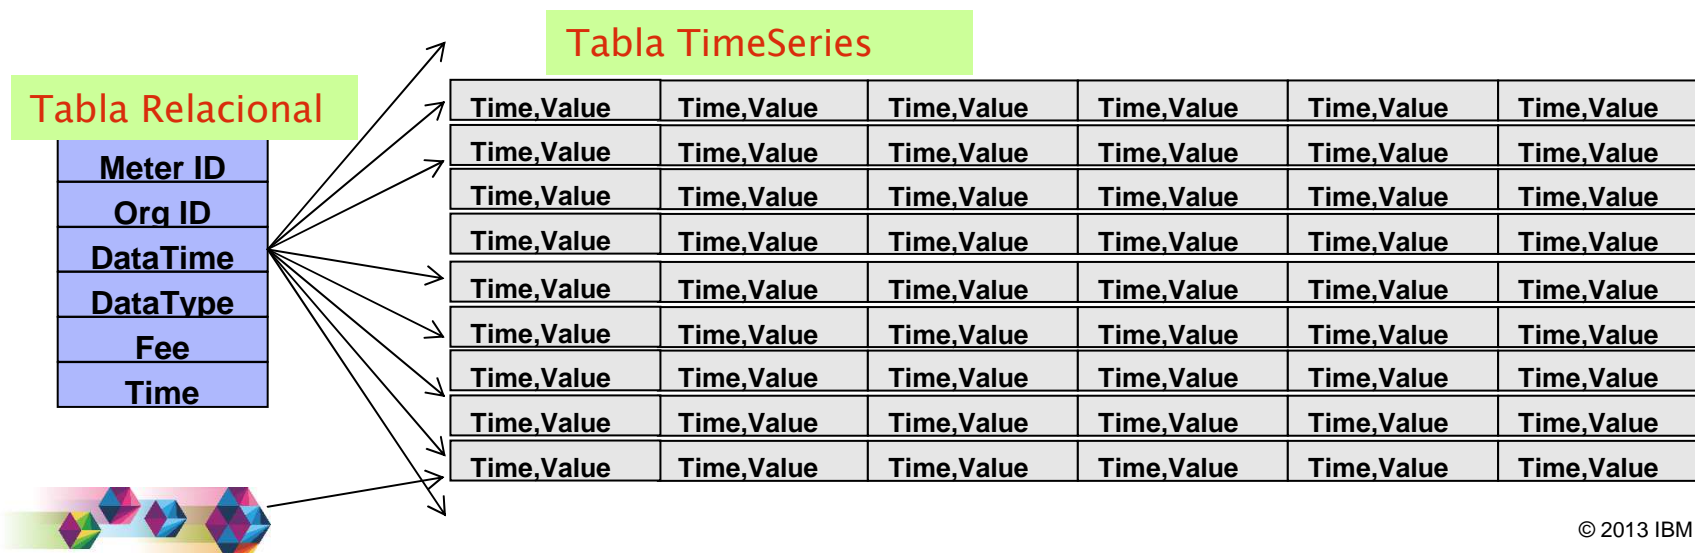 Tabla TimeSeries
Tabla Relacional
Meter ID
Org ID
DataTime
DataType
Fee
Time
Time,Value Time,Value Time,Value Time,Value Time,Value Time,Value
Time,Value Time,Value Time,Value Time,Value Time,Value Time,Value
Time,Value Time,Value Time,Value Time,Value Time,Value Time,Value
Time,Value Time,Value Time,Value Time,Value Time,Value Time,Value
Time,Value Time,Value Time,Value Time,Value Time,Value Time,Value
Time,Value Time,Value Time,Value Time,Value Time,Value Time,Value
Time,Value Time,Value Time,Value Time,Value Time,Value Time,Value
Time,Value Time,Value Time,Value Time,Value Time,Value Time,Value
Time,Value Time,Value Time,Value Time,Value Time,Value Time,Value
© 2013 IBM